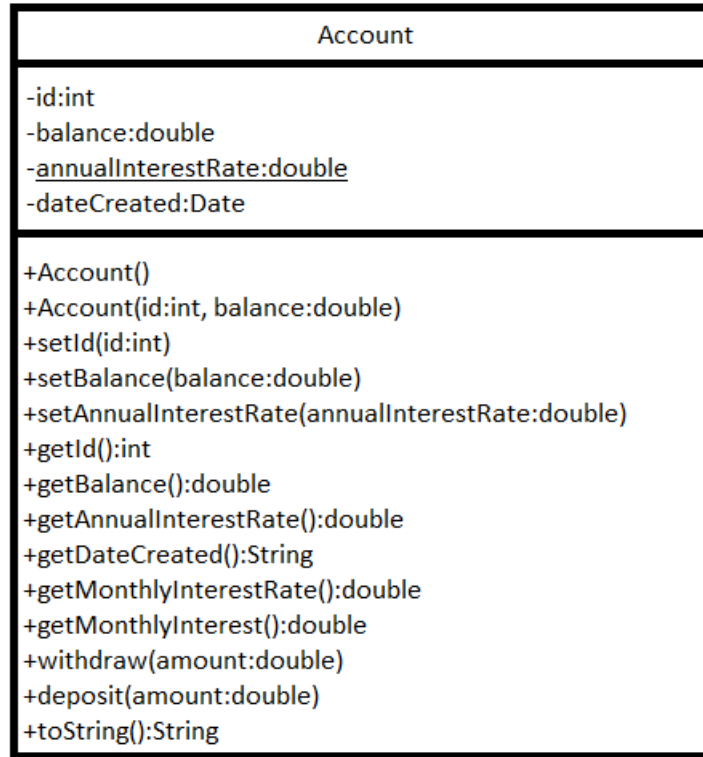 Account
-id:int
-balance:double
-annualInterestRate:double
-dateCreated:Date
+Account()
+Account(id:int, balance:double)
+setId(id:int)
+setBalance(balance:double)
+setAnnualInterestRate(annualInterestRate:double)
+getId():int
+getBalance():double
+getAnnualInterestRate():double
+getDateCreated():String
+getMonthlyInterestRate():double
+getMonthlyInterest():double
+withdraw(amount:double)
+deposit(amount:double)
+toString():String